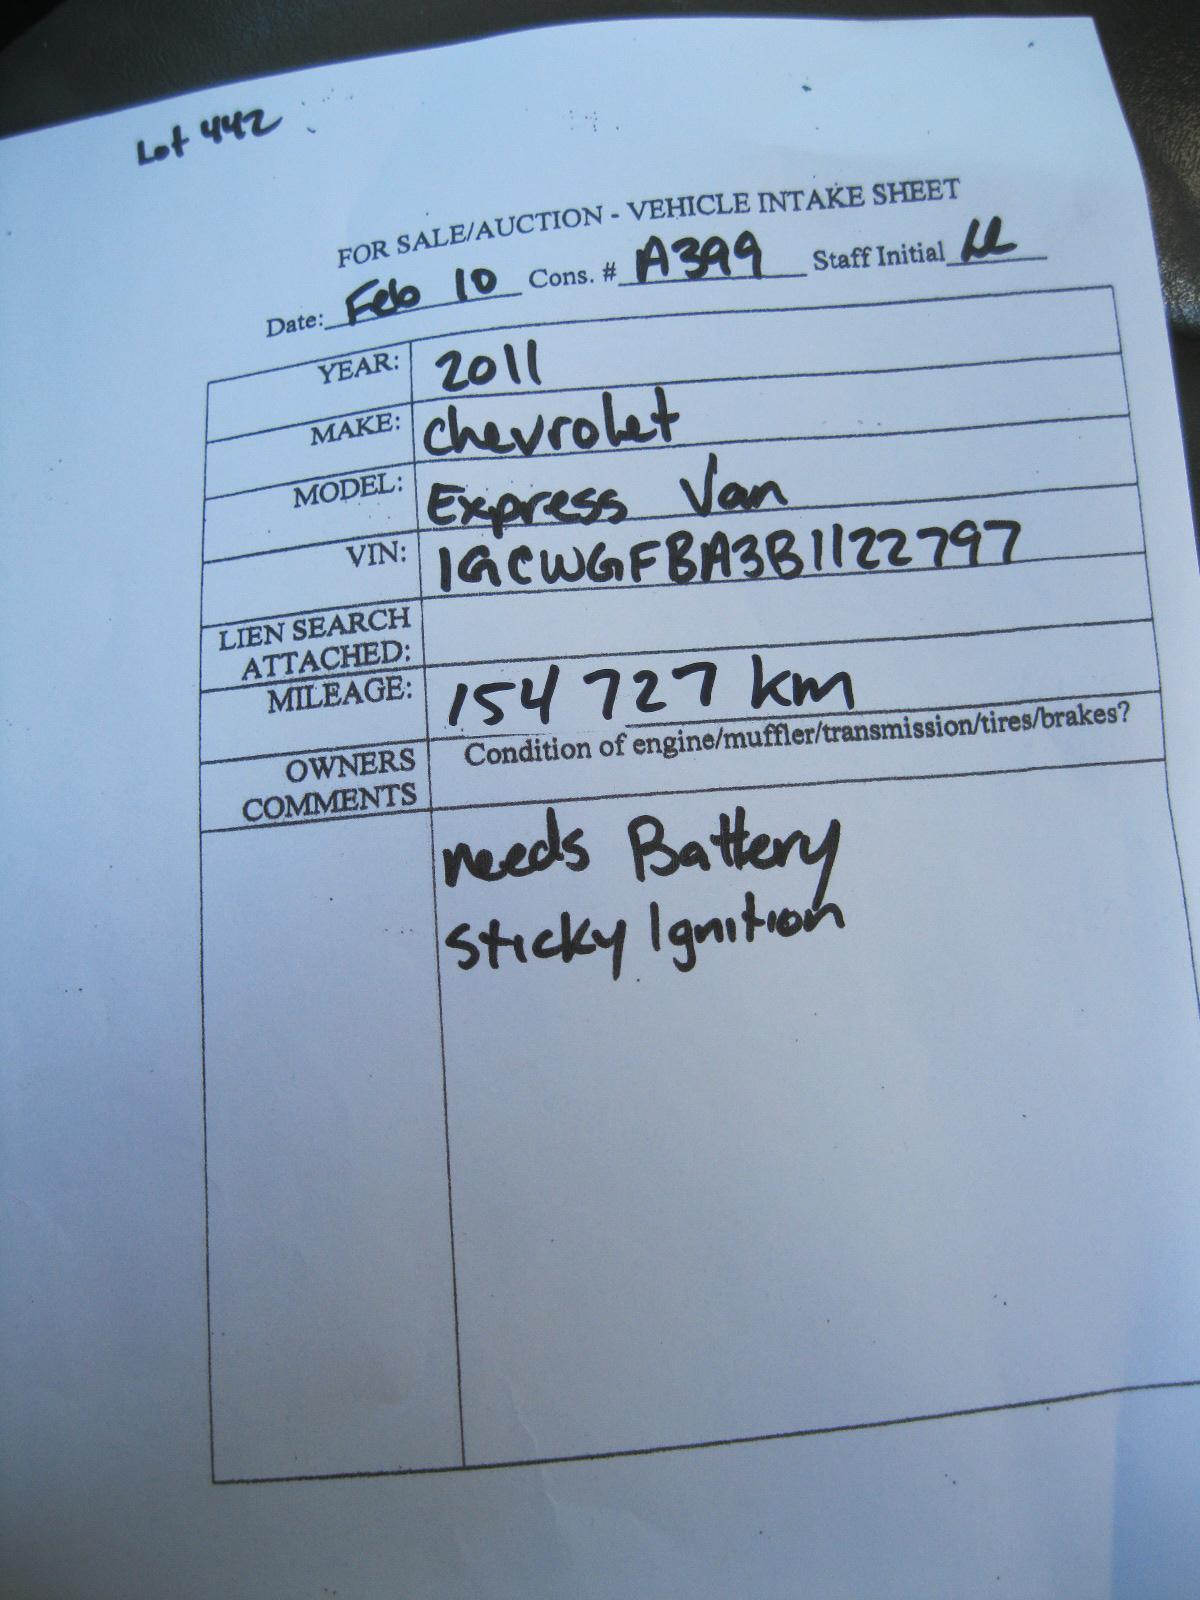 Lot 442
FOR SALE/AUCTION - VEHICLE INTAKE SHEET
Date: Feb 10 Cons. # A399 Staff Initial LL
YEAR: 2011
MAKE: Chevrolet
MODEL: Express Van
VIN: 1GCWGFBA3B1122797
LIEN SEARCH
ATTACHED:
MILEAGE: 154 727 km
OWNERS
COMMENTS
Condition of engine/muffler/transmission/tires/brakes?
needs Battery
sticky Ignition